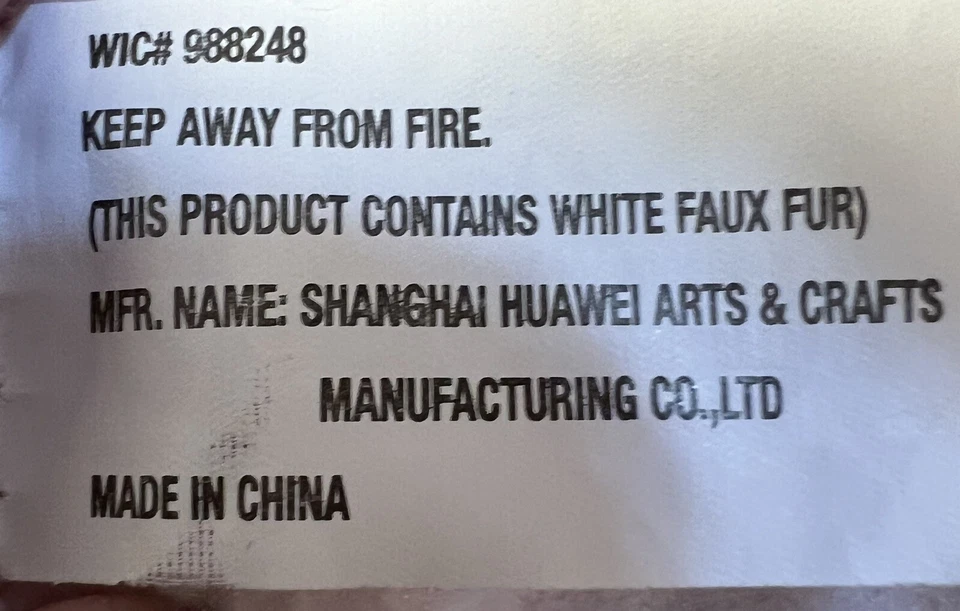 WIC# 988248
KEEP AWAY FROM FIRE.
(THIS PRODUCT CONTAINS WHITE FAUX FUR)
MFR. NAME: SHANGHAI HUAWEI ARTS & CRAFTS
MANUFACTURING CO.,LTD
MADE IN CHINA